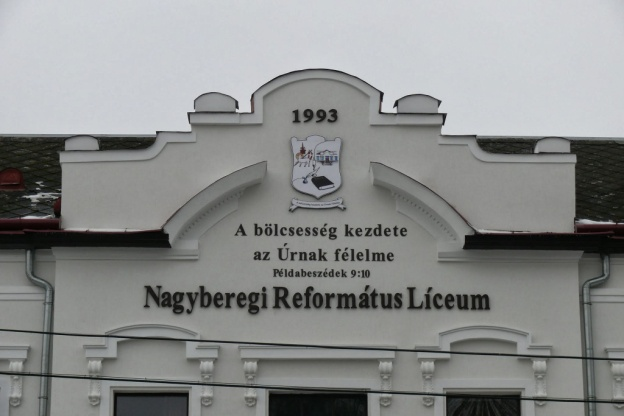 1993
A bölcsesség kezdete
az Úrnak félelme
Példabeszédek 9:10
Nagyberegi Református Líceum